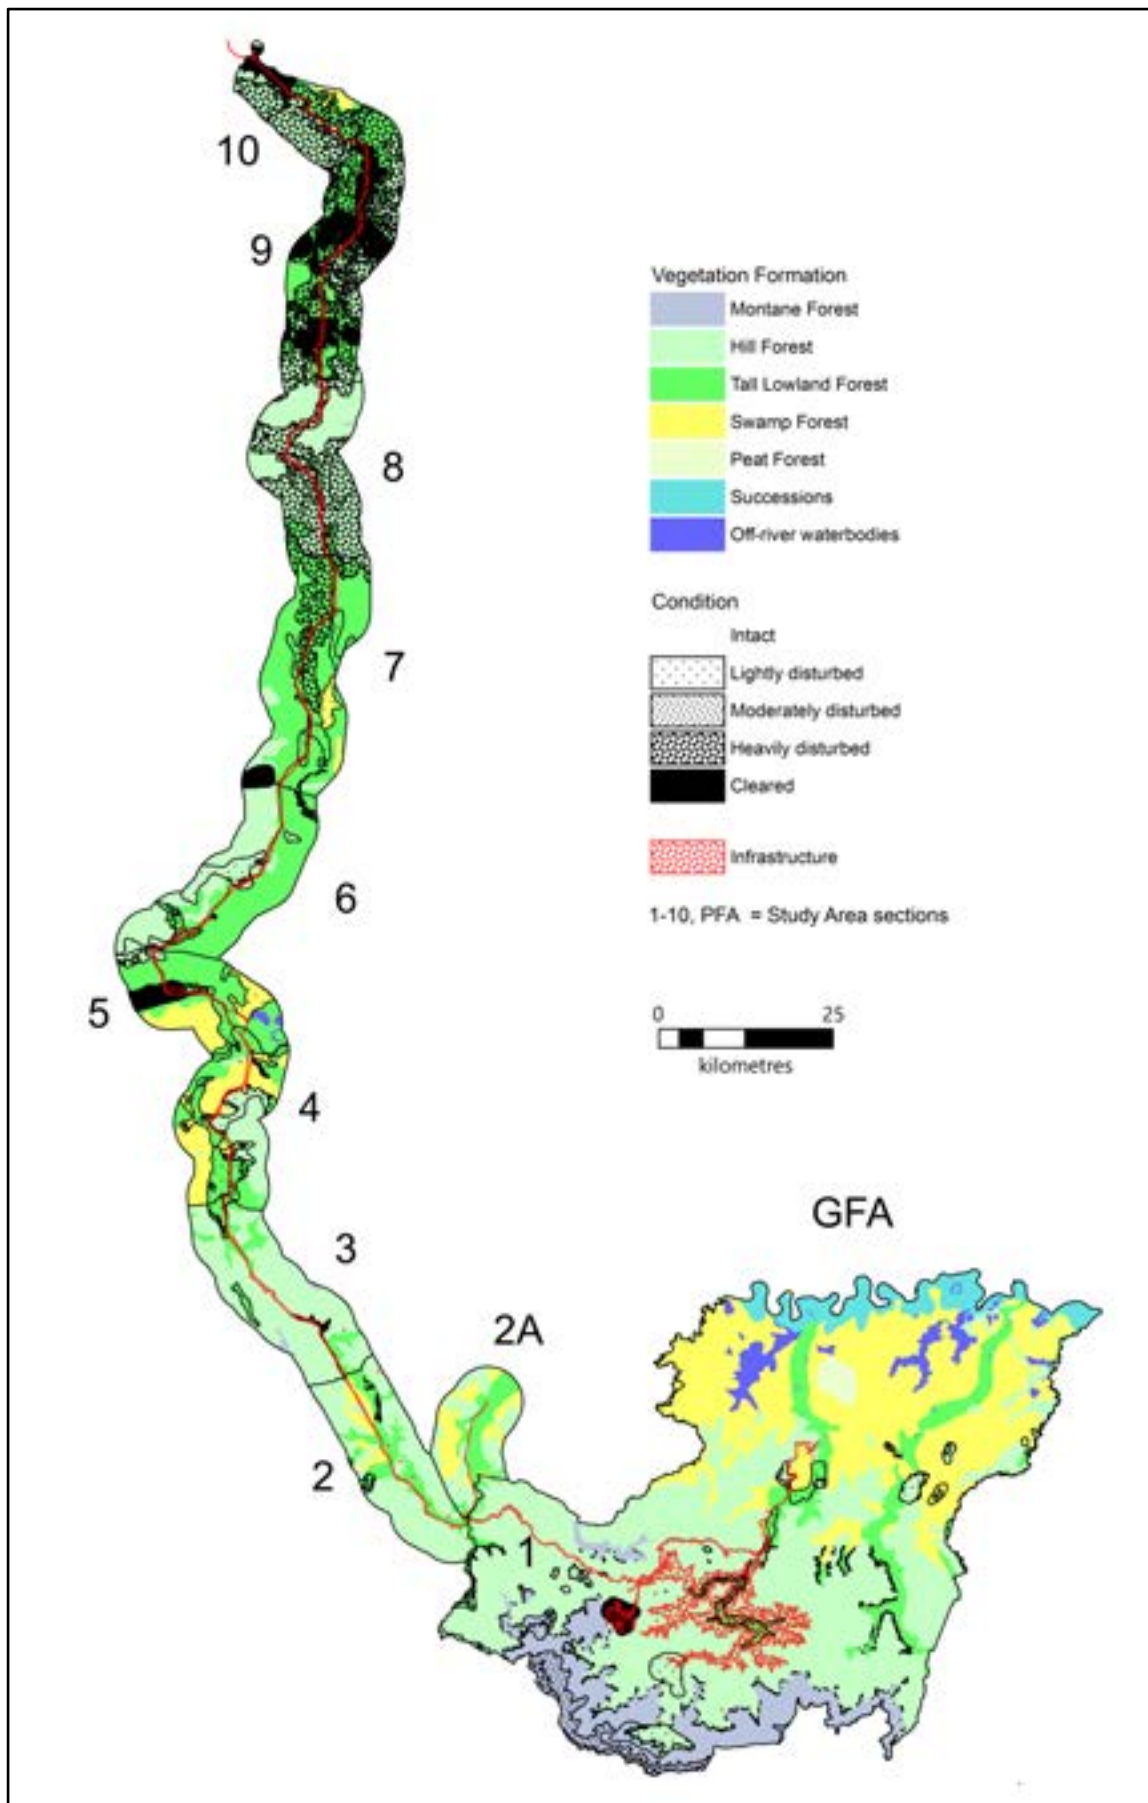 10
9
Vegetation Formation
Montane Forest
Hill Forest
Tall Lowland Forest
Swamp Forest
Peat Forest
Successions
Off-river waterbodies
8
Condition
Intact
Lightly disturbed
Moderately disturbed
Heavily disturbed
Cleared
7
Infrastructure
1-10, PFA = Study Area sections
6
5
0 25
kilometres
4
GFA
3
2A
2
1